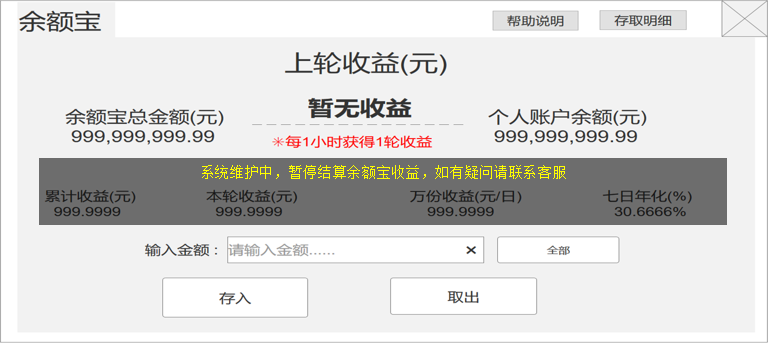 余额宝
帮助说明
存取明细
上轮收益(元)
暂无收益
余额宝总金额(元)
999,999,999.99
个人账户余额(元)
999,999,999.99
✳每1小时获得1轮收益
系统维护中，暂停结算余额宝收益，如有疑问请联系客服
累计收益(元)
999.9999
本轮收益(元)
999.9999
万份收益(元/日)
999.9999
七日年化(%)
30.6666%
输入金额：
请输入金额......
×
全部
存入
取出